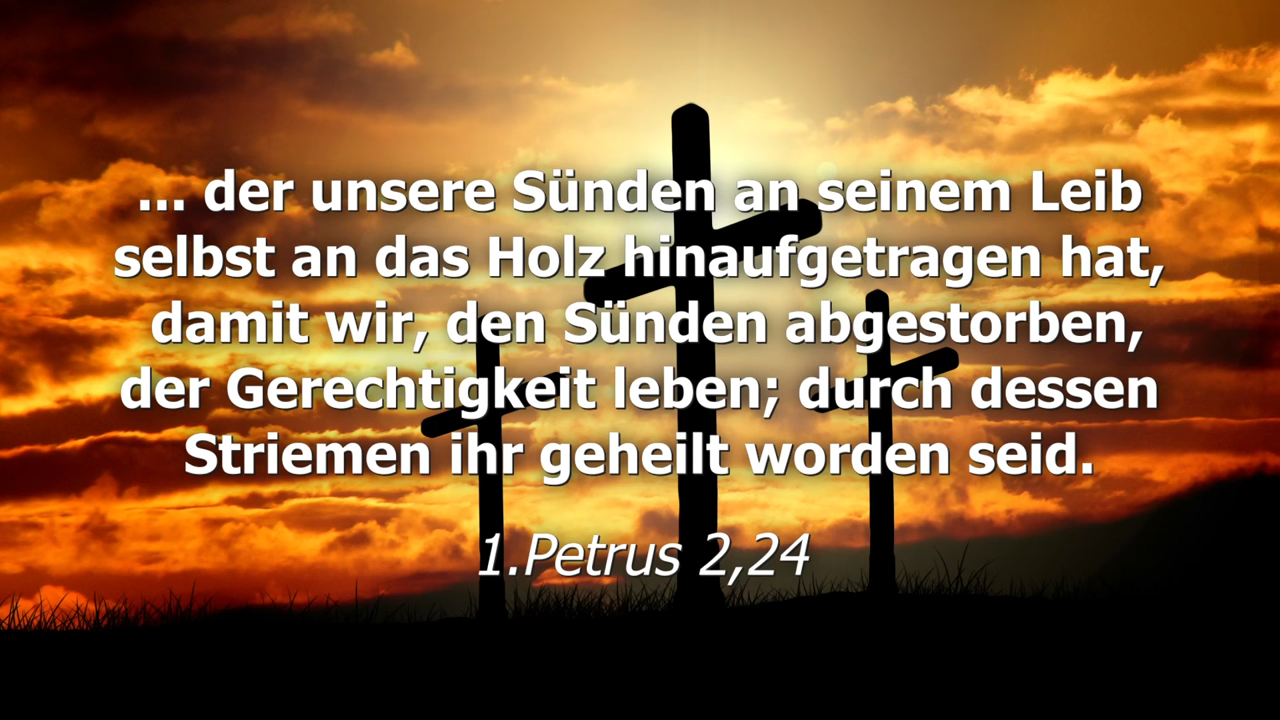 ... der unsere Sünden an seinem Leib
selbst an das Holz hinaufgetragen hat,
damit wir, den Sünden abgestorben,
der Gerechtigkeit leben; durch dessen
Striemen ihr geheilt worden seid.
1.Petrus 2,24